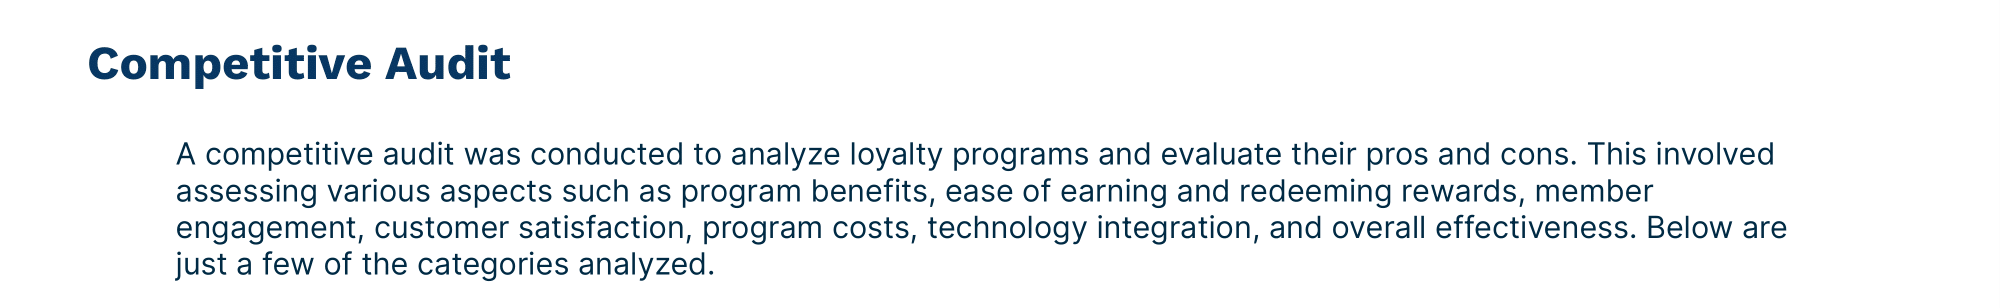 Competitive Audit
A competitive audit was conducted to analyze loyalty programs and evaluate their pros and cons. This involved
assessing various aspects such as program benefits, ease of earning and redeeming rewards, member
engagement, customer satisfaction, program costs, technology integration, and overall effectiveness. Below are
just a few of the categories analyzed.